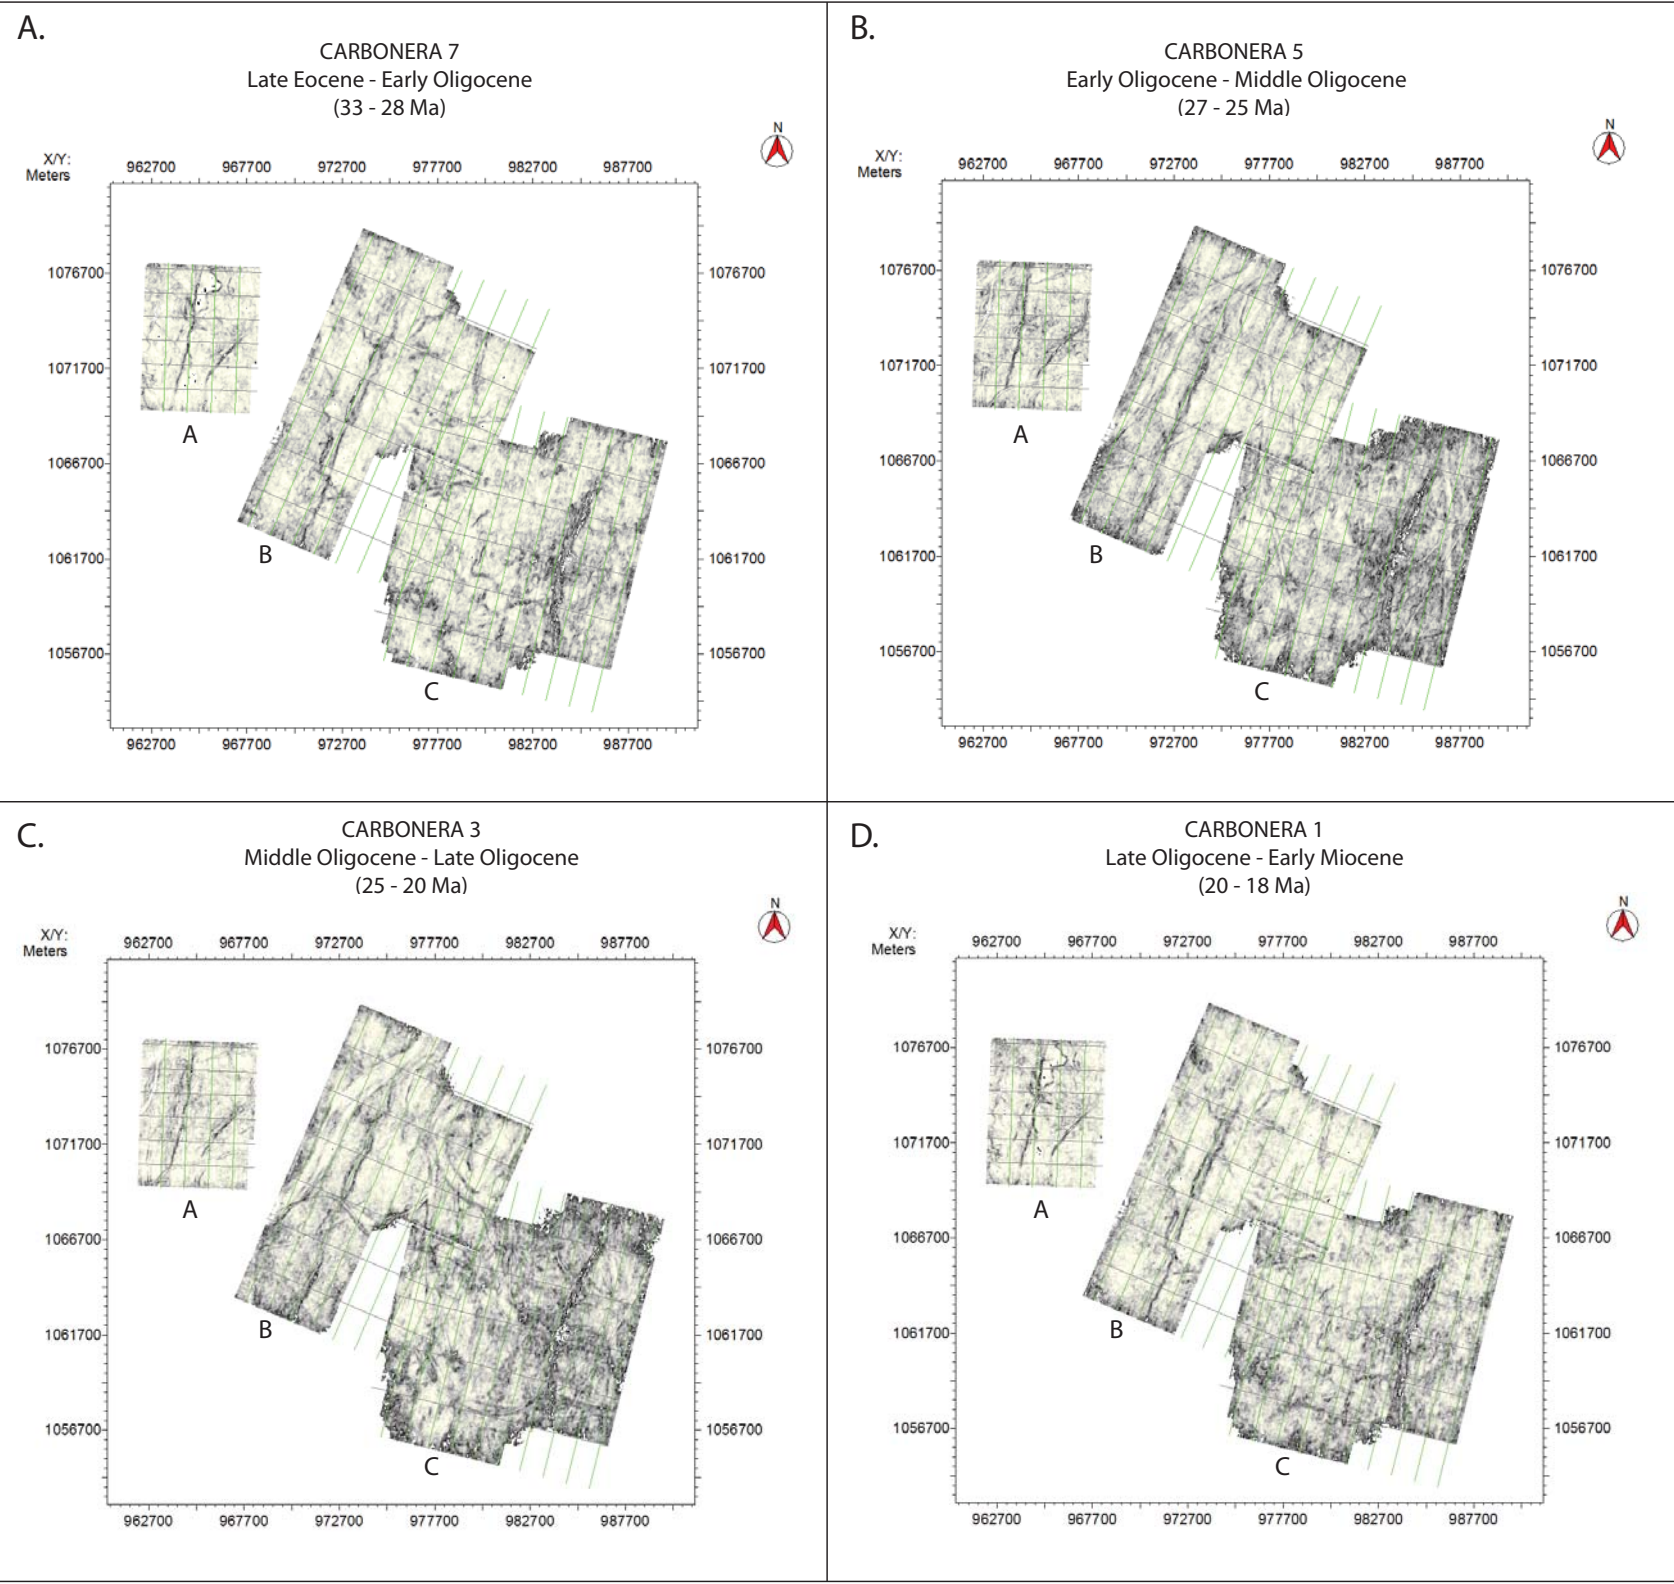 A.
CARBONERA 7
Late Eocene - Early Oligocene
(33 - 28 Ma)
N
X/Y:
Meters
962700 967700 972700 977700 982700 987700
1076700 1076700
1071700 1071700
A
1066700 1066700
1061700 1061700
B
1056700 1056700
C
962700 967700 972700 977700 982700 987700
B.
CARBONERA 5
Early Oligocene - Middle Oligocene
(27 - 25 Ma)
N
X/Y:
Meters
962700 967700 972700 977700 982700 987700
1076700 1076700
1071700 1071700
A
1066700 1066700
1061700 1061700
B
1056700 1056700
C
962700 967700 972700 977700 982700 987700
C.
CARBONERA 3
Middle Oligocene - Late Oligocene
(25 - 20 Ma)
N
X/Y:
Meters
962700 967700 972700 977700 982700 987700
1076700 1076700
1071700 1071700
A
1066700 1066700
B
1061700 1061700
1056700 1056700
C
962700 967700 972700 977700 982700 987700
D.
CARBONERA 1
Late Oligocene - Early Miocene
(20 - 18 Ma)
N
X/Y:
Meters
962700 967700 972700 977700 982700 987700
1076700 1076700
1071700 1071700
A
1066700 1066700
B
1061700 1061700
1056700 1056700
C
962700 967700 972700 977700 982700 987700